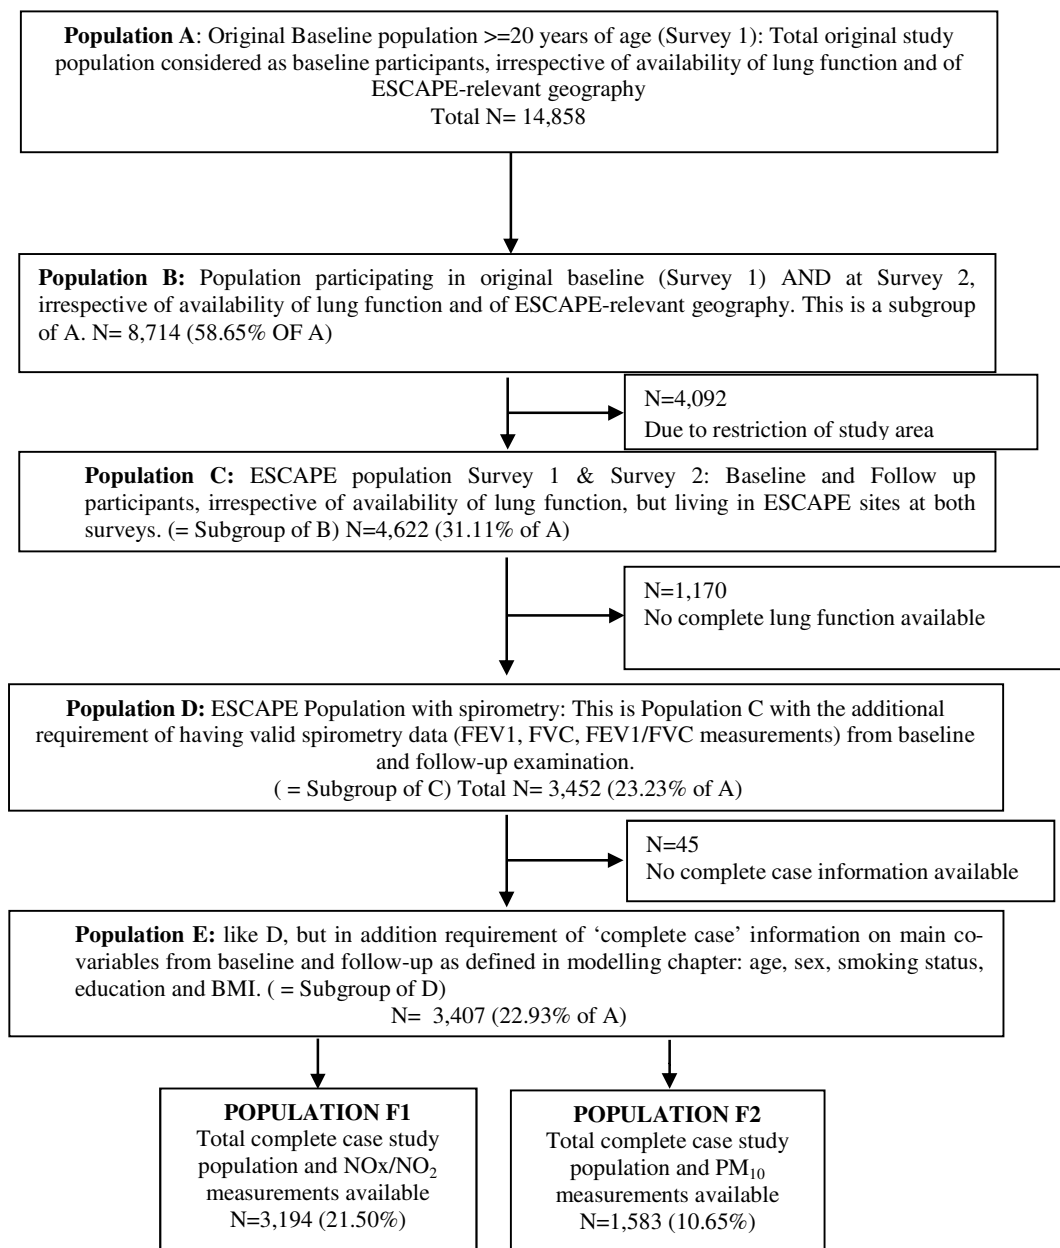 Population A: Original Baseline population >=20 years of age (Survey 1): Total original study
population considered as baseline participants, irrespective of availability of lung function and of
ESCAPE-relevant geography
Total N= 14,858
Population B: Population participating in original baseline (Survey 1) AND at Survey 2,
irrespective of availability of lung function and of ESCAPE-relevant geography. This is a subgroup
of A. N= 8,714 (58.65% OF A)
N=4,092
Due to restriction of study area
Population C: ESCAPE population Survey 1 & Survey 2: Baseline and Follow up
participants, irrespective of availability of lung function, but living in ESCAPE sites at both
surveys. (= Subgroup of B) N=4,622 (31.11% of A)
N=1,170
No complete lung function available
Population D: ESCAPE Population with spirometry: This is Population C with the additional
requirement of having valid spirometry data (FEV1, FVC, FEV1/FVC measurements) from baseline
and follow-up examination.
( = Subgroup of C) Total N= 3,452 (23.23% of A)
N=45
No complete case information available
Population E: like D, but in addition requirement of ‘complete case’ information on main co-
variables from baseline and follow-up as defined in modelling chapter: age, sex, smoking status,
education and BMI. ( = Subgroup of D)
N= 3,407 (22.93% of A)
POPULATION F1
Total complete case study
population and NOx/NO₂
measurements available
N=3,194 (21.50%)
POPULATION F2
Total complete case study
population and PM₁₀
measurements available
N=1,583 (10.65%)